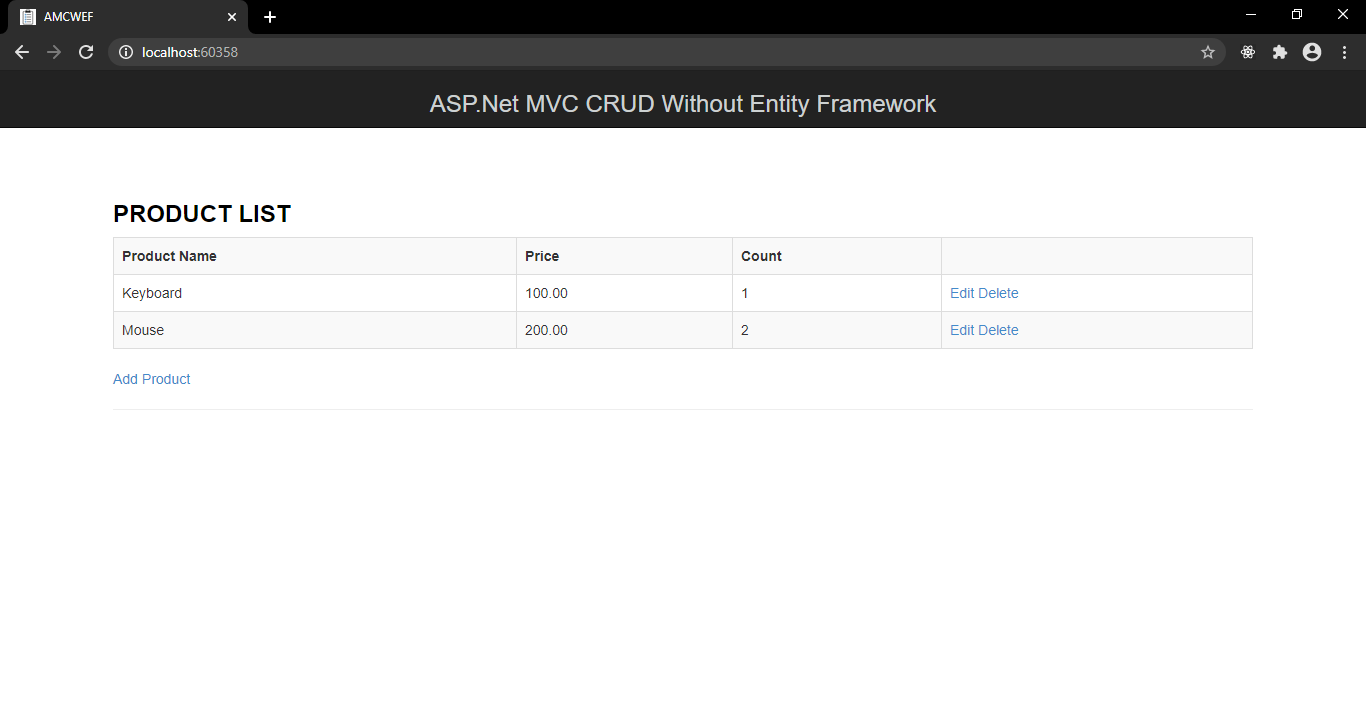 AMCWEF
localhost:60358
ASP.Net MVC CRUD Without Entity Framework
PRODUCT LIST
Product Name Price Count
Keyboard 100.00 1 Edit Delete
Mouse 200.00 2 Edit Delete
Add Product